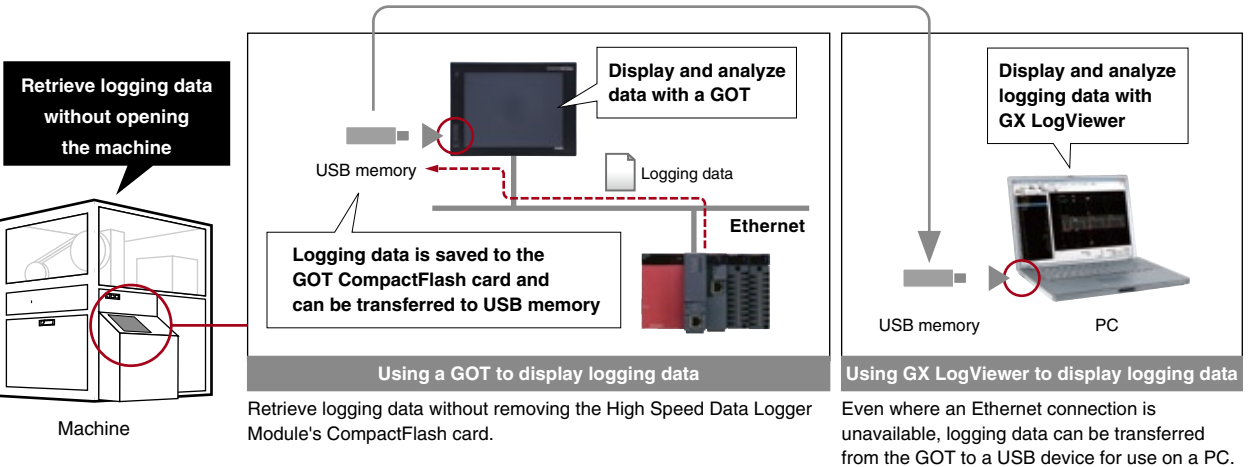 Retrieve logging data
without opening
the machine
Machine
Display and analyze
data with a GOT
USB memory
Logging data
Ethernet
Logging data is saved to the
GOT CompactFlash card and
can be transferred to USB memory
Using a GOT to display logging data
Retrieve logging data without removing the High Speed Data Logger
Module's CompactFlash card.
Display and analyze
logging data with
GX LogViewer
USB memory
PC
Using GX LogViewer to display logging data
Even where an Ethernet connection is
unavailable, logging data can be transferred
from the GOT to a USB device for use on a PC.